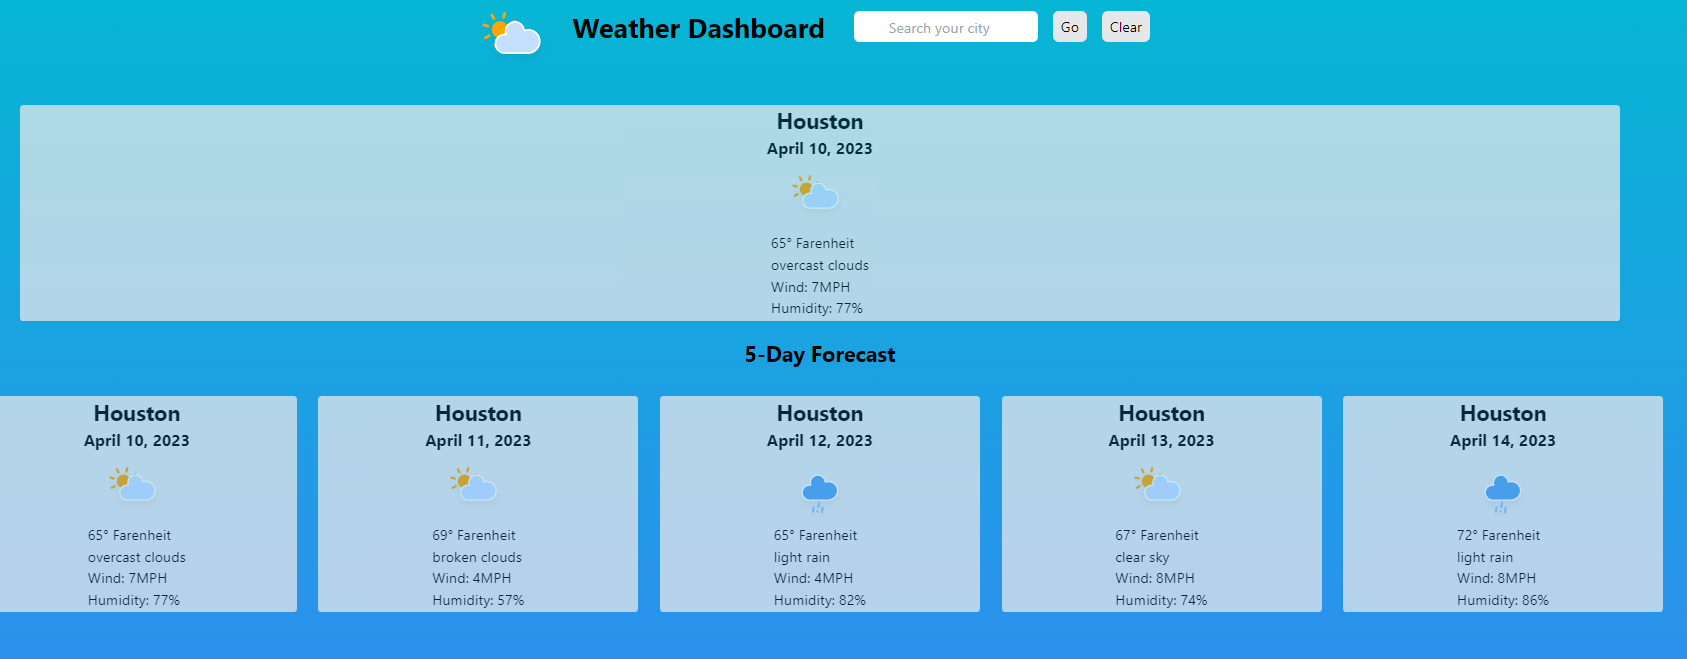 Weather Dashboard
Search your city
Go
Clear
Houston
April 10, 2023
65° Farenheit
overcast clouds
Wind: 7MPH
Humidity: 77%
5-Day Forecast
Houston
April 10, 2023
65° Farenheit
overcast clouds
Wind: 7MPH
Humidity: 77%
Houston
April 11, 2023
69° Farenheit
broken clouds
Wind: 4MPH
Humidity: 57%
Houston
April 12, 2023
65° Farenheit
light rain
Wind: 4MPH
Humidity: 82%
Houston
April 13, 2023
67° Farenheit
clear sky
Wind: 8MPH
Humidity: 74%
Houston
April 14, 2023
72° Farenheit
light rain
Wind: 8MPH
Humidity: 86%